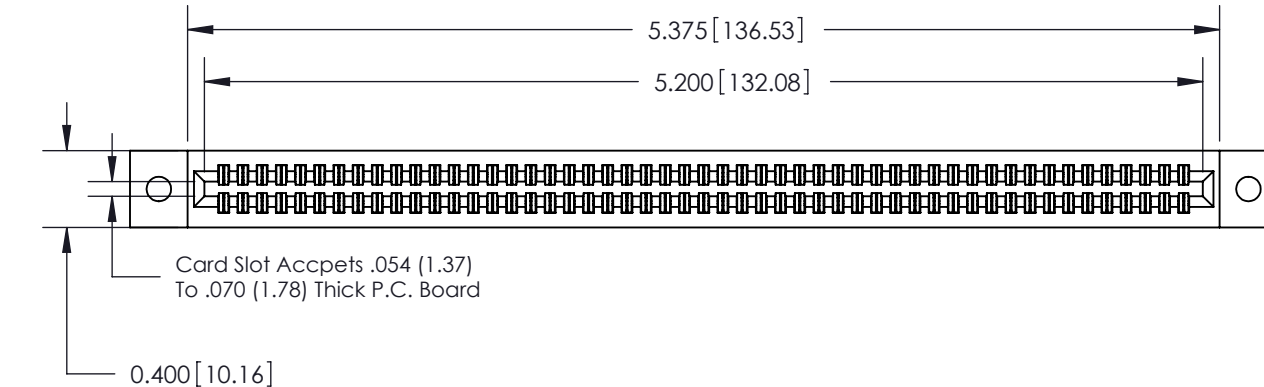 5.375[136.53]
5.200[132.08]
Card Slot Accpets .054 (1.37)
To .070 (1.78) Thick P.C. Board
0.400[10.16]